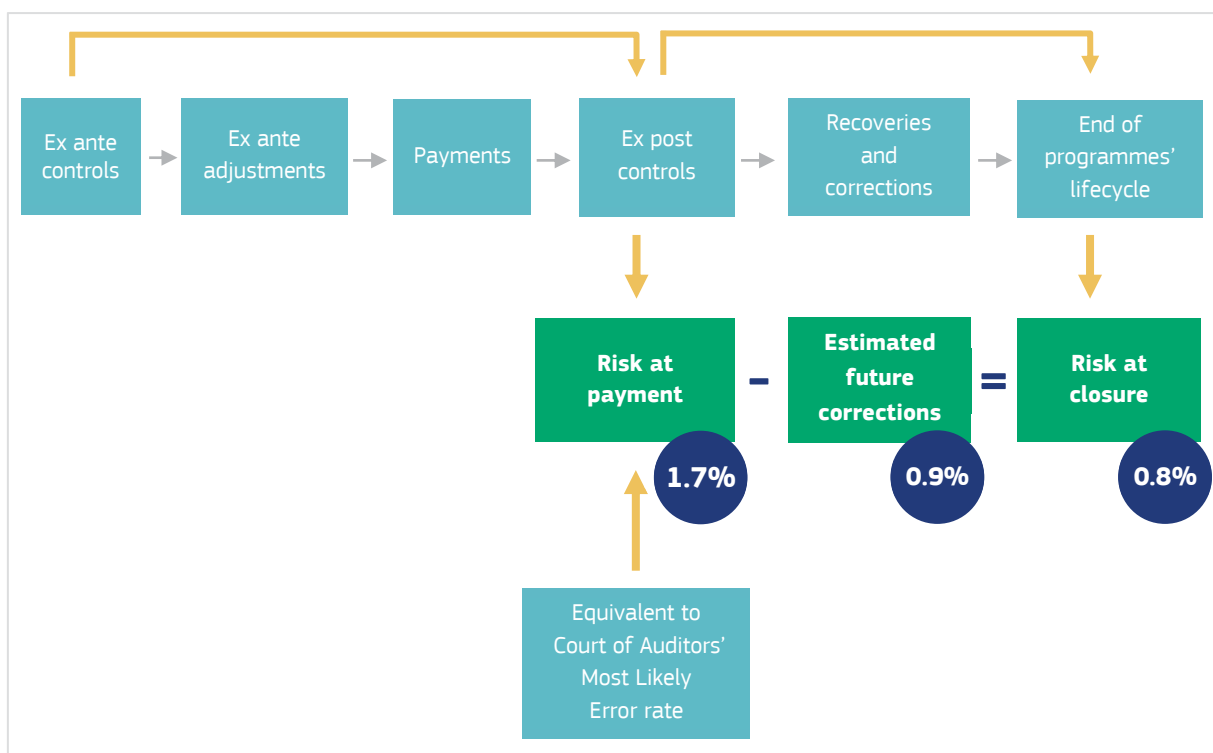 Ex ante
controls
Ex ante
adjustments
Payments
Ex post
controls
Recoveries
and
corrections
End of
programmes’
lifecycle
Risk at
payment
1.7%
-
Estimated
future
corrections
0.9%
=
Risk at
closure
0.8%
Equivalent to
Court of Auditors’
Most Likely
Error rate